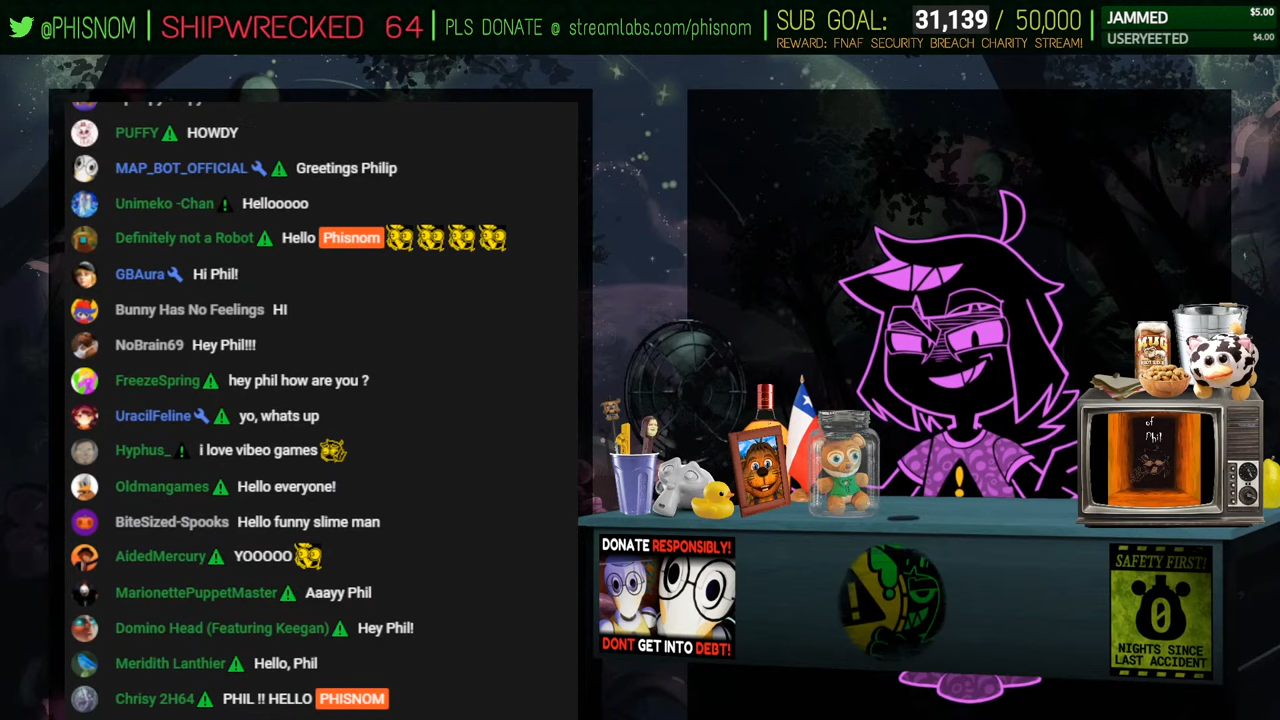 @PHISNOM | SHIPWRECKED 64 | PLS DONATE @ streamlabs.com/phisnom | SUB GOAL: 31,139 / 50,000
REWARD: FNAF SECURITY BREACH CHARITY STREAM!
JAMMED $5.00
USERYEETED $4.00
PUFFY HOWDY
MAP_BOT_OFFICIAL Greetings Philip
Unimeko -Chan Hellooooo
Definitely not a Robot Hello Phisnom
GBAura Hi Phil!
Bunny Has No Feelings HI
NoBrain69 Hey Phil!!!
FreezeSpring hey phil how are you ?
UracilFeline yo, whats up
Hyphus_ i love vibeo games
Oldmangames Hello everyone!
BiteSized-Spooks Hello funny slime man
AidedMercury YOOOOO
MarionettePuppetMaster Aaayy Phil
Domino Head (Featuring Keegan) Hey Phil!
Meridith Lanthier Hello, Phil
Chrisy 2H64 PHIL !! HELLO PHISNOM
MUG
of
Phil
DONATE RESPONSIBLY!
DONT GET INTO DEBT!
SAFETY FIRST!
0
NIGHTS SINCE
LAST ACCIDENT